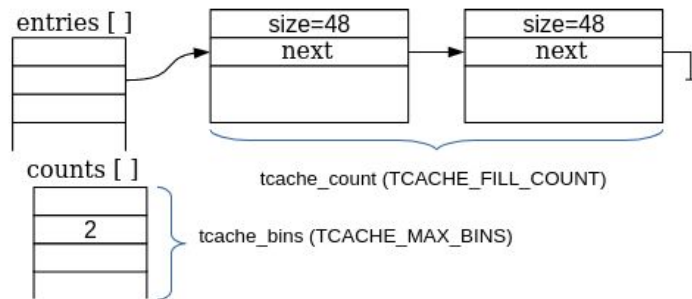 entries [ ]
size=48
size=48
next
next
counts [ ]
tcache_count (TCACHE_FILL_COUNT)
2
tcache_bins (TCACHE_MAX_BINS)